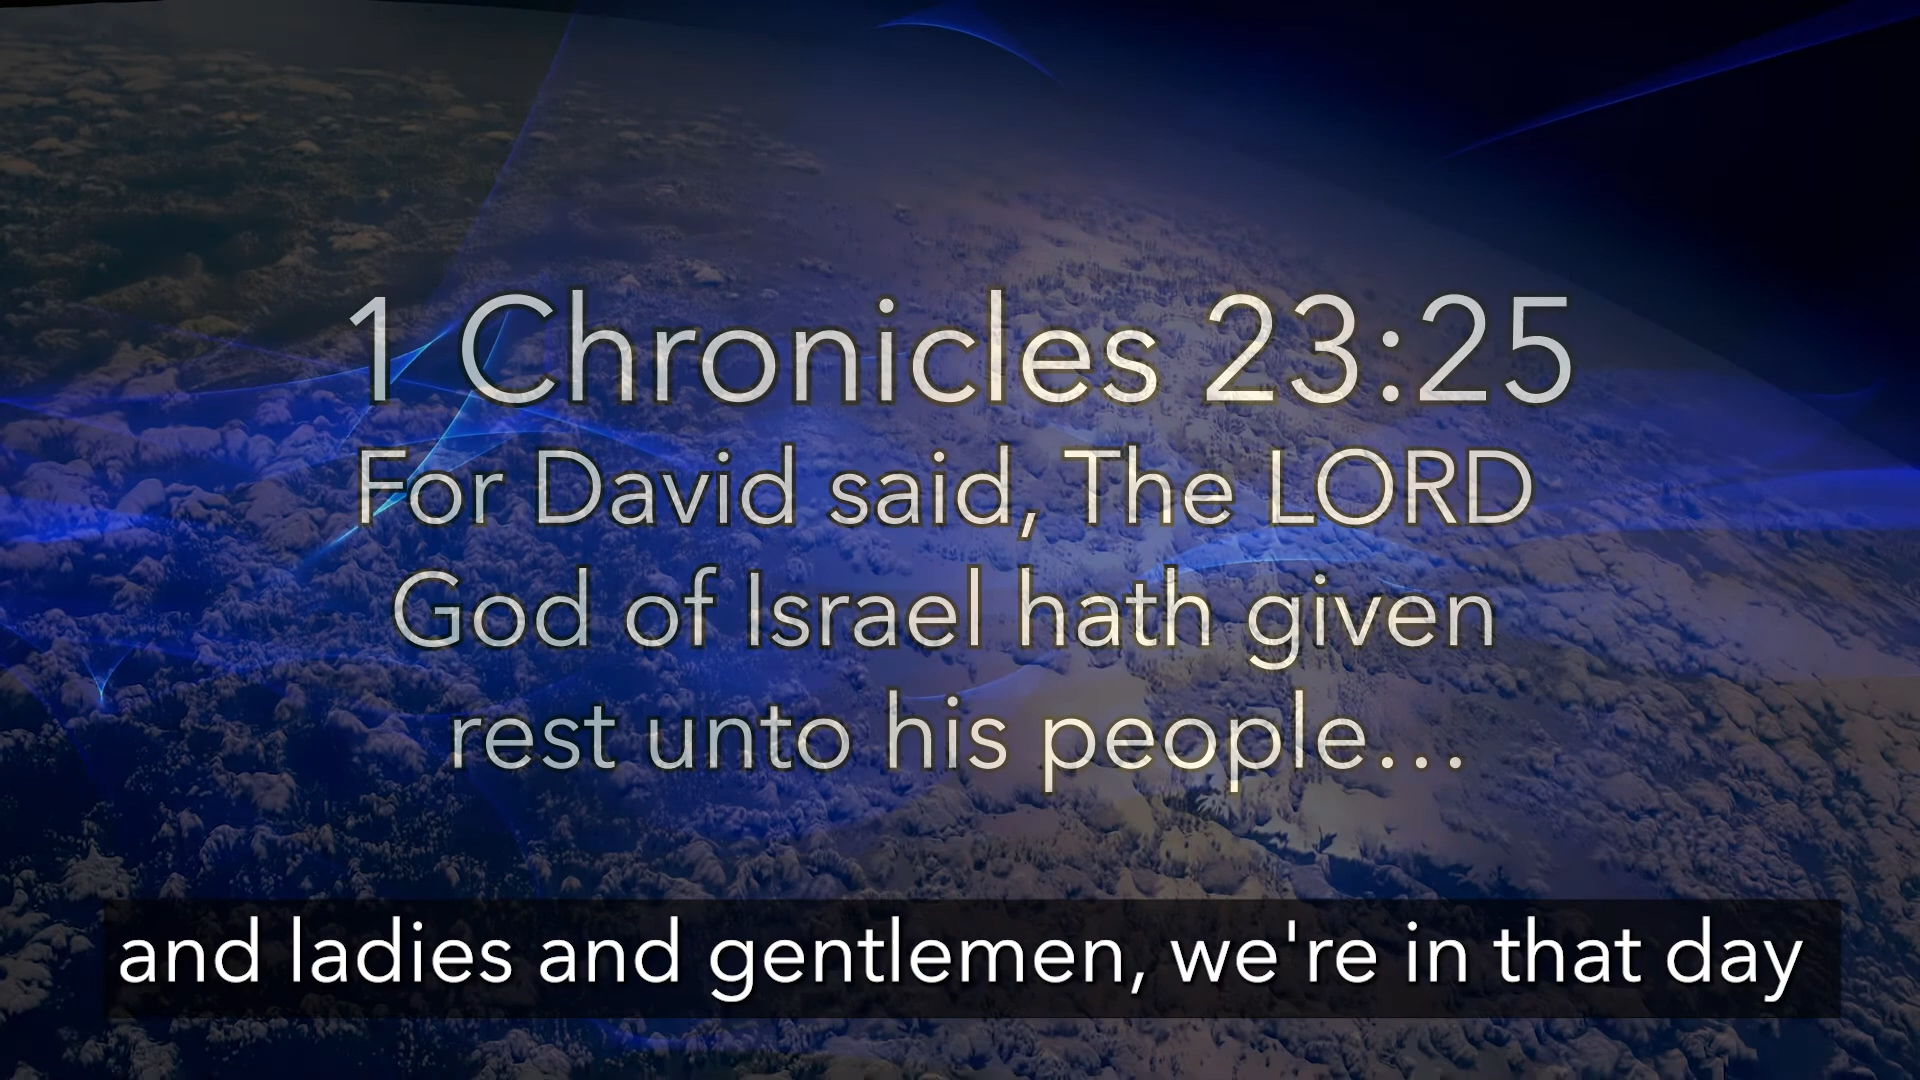 1 Chronicles 23:25
For David said, The LORD
God of Israel hath given
rest unto his people...
and ladies and gentlemen, we're in that day